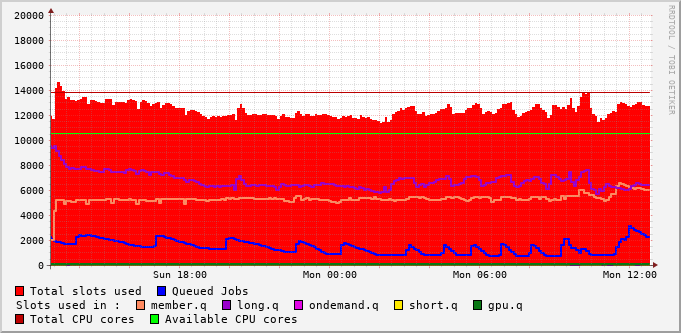 RRDTOOL / TOBI OETIKER
20000
18000
16000
14000
12000
10000
8000
6000
4000
2000
0
Sun 18:00 Mon 00:00 Mon 06:00 Mon 12:00
Total slots used Queued Jobs
Slots used in : member.q long.q ondemand.q short.q gpu.q
Total CPU cores Available CPU cores